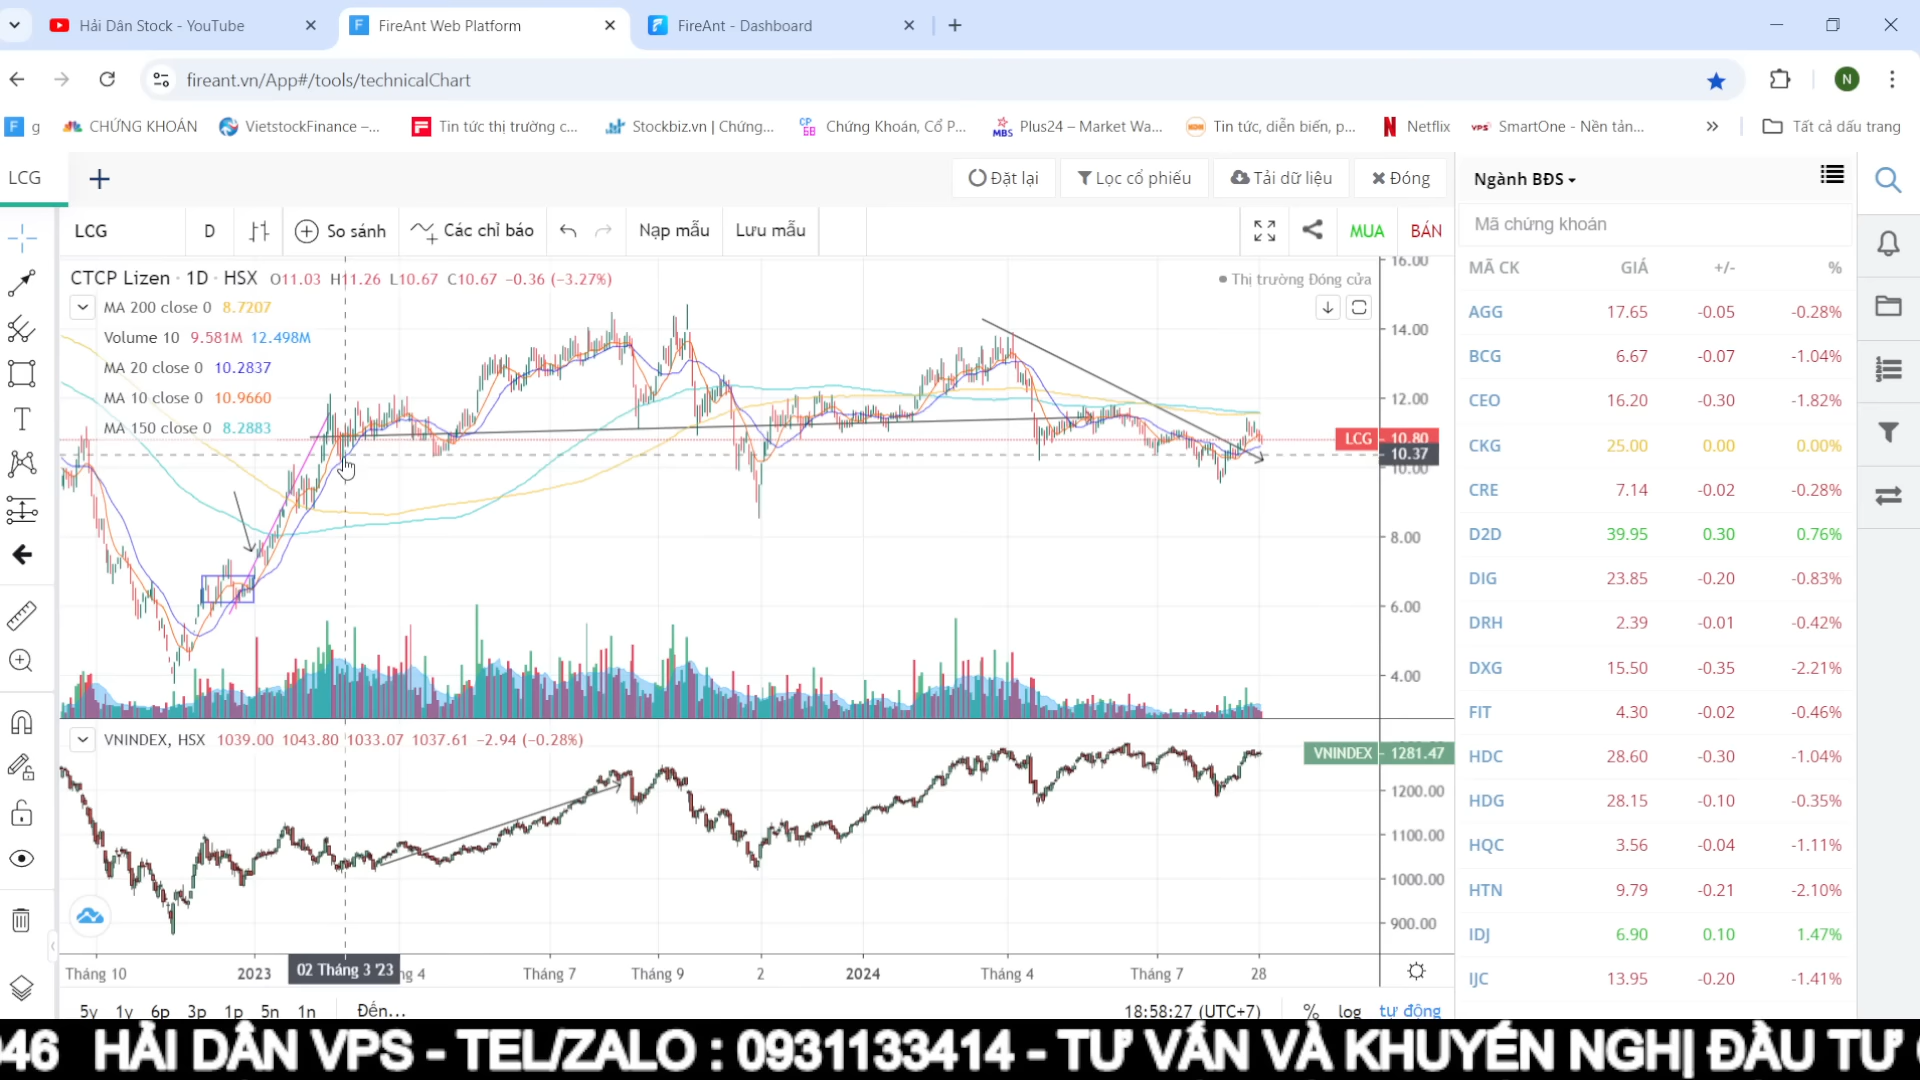 Hải Dân Stock - YouTube
FireAnt Web Platform
FireAnt - Dashboard
fireant.vn/App#/tools/technicalChart
N
g
CHỨNG KHOÁN
VietstockFinance –...
Tin tức thị trường c...
Stockbiz.vn | Chứng...
Chứng Khoán, Cổ P...
Plus24 – Market Wa...
Tin tức, diễn biến, p...
Netflix
SmartOne - Nền tản...
Tất cả dấu trang
LCG
Đặt lại
Lọc cổ phiếu
Tải dữ liệu
Đóng
Ngành BĐS
LCG
D
So sánh
Các chỉ báo
Nạp mẫu
Lưu mẫu
MUA
BÁN
Mã chứng khoán
CTCP Lizen · 1D · HSX O11.03 H11.26 L10.67 C10.67 −0.36 (−3.27%)
Thị trường Đóng cửa
MA 200 close 0 8.7207
Volume 10 9.581M 12.498M
MA 20 close 0 10.2837
MA 10 close 0 10.9660
MA 150 close 0 8.2883
16.00
14.00
12.00
LCG 10.80
10.37
10.00
8.00
6.00
4.00
VNINDEX, HSX 1039.00 1043.80 1033.07 1037.61 −2.94 (−0.28%)
VNINDEX 1281.47
1200.00
1100.00
1000.00
900.00
Tháng 10
2023
02 Tháng 3 '23
ng 4
Tháng 7
Tháng 9
2
2024
Tháng 4
Tháng 7
28
5y 1y 6p 3p 1p 5n 1n
Đến...
18:58:27 (UTC+7)
% log tự động
MÃ CK GIÁ +/- %
AGG 17.65 -0.05 -0.28%
BCG 6.67 -0.07 -1.04%
CEO 16.20 -0.30 -1.82%
CKG 25.00 0.00 0.00%
CRE 7.14 -0.02 -0.28%
D2D 39.95 0.30 0.76%
DIG 23.85 -0.20 -0.83%
DRH 2.39 -0.01 -0.42%
DXG 15.50 -0.35 -2.21%
FIT 4.30 -0.02 -0.46%
HDC 28.60 -0.30 -1.04%
HDG 28.15 -0.10 -0.35%
HQC 3.56 -0.04 -1.11%
HTN 9.79 -0.21 -2.10%
IDJ 6.90 0.10 1.47%
IJC 13.95 -0.20 -1.41%
946 HẢI DÂN VPS - TEL/ZALO : 0931133414 - TƯ VẤN VÀ KHUYẾN NGHỊ ĐẦU TƯ